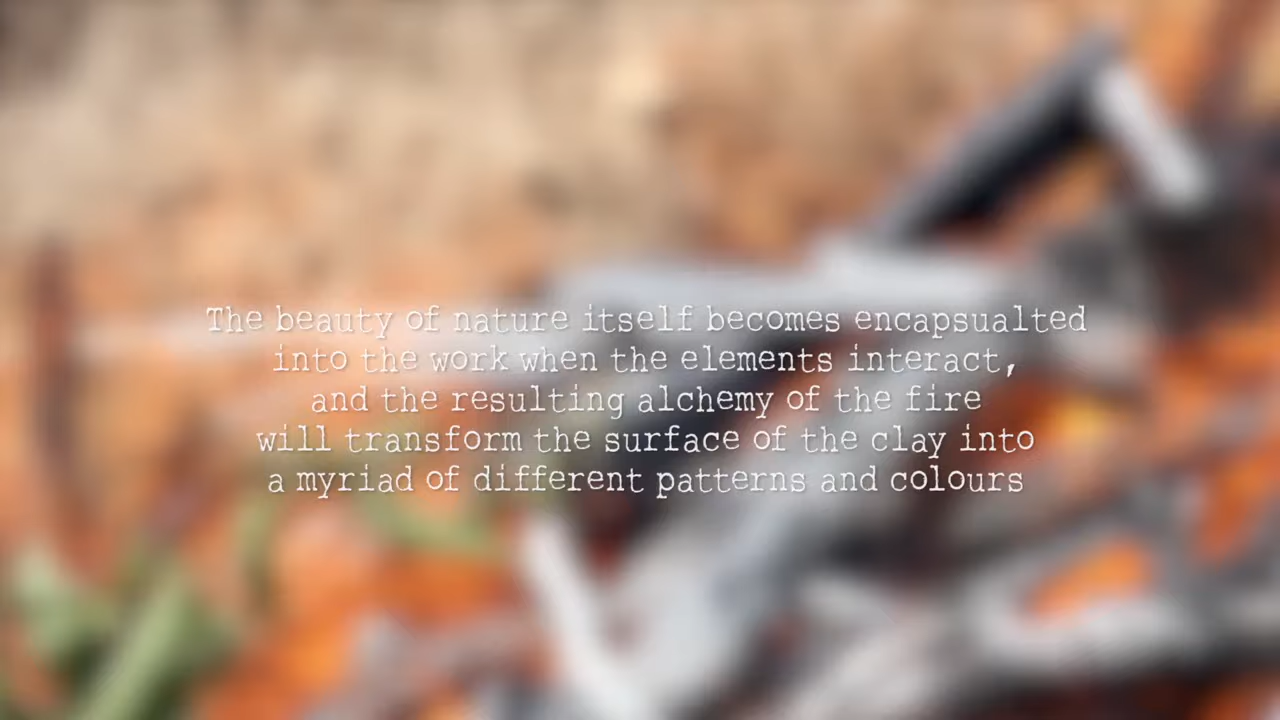 The beauty of nature itself becomes encapsualted
into the work when the elements interact,
and the resulting alchemy of the fire
will transform the surface of the clay into
a myriad of different patterns and colours